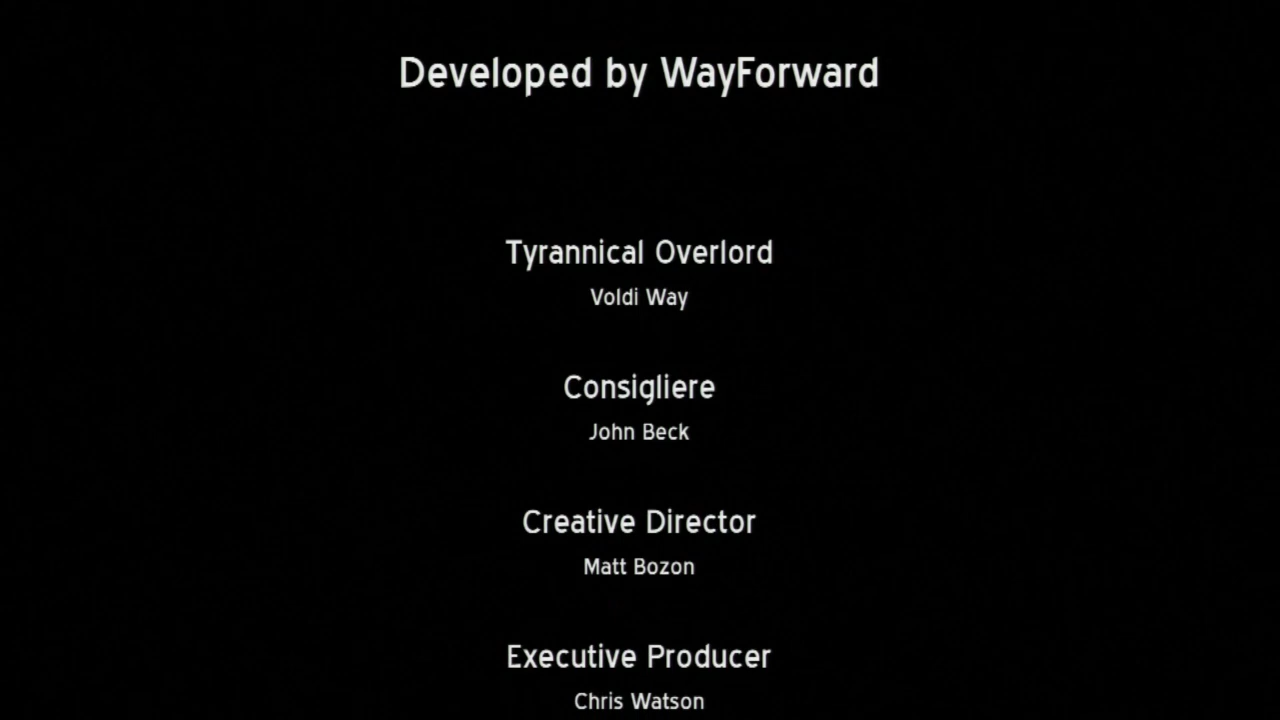 Developed by WayForward
Tyrannical Overlord
Voldi Way
Consigliere
John Beck
Creative Director
Matt Bozon
Executive Producer
Chris Watson